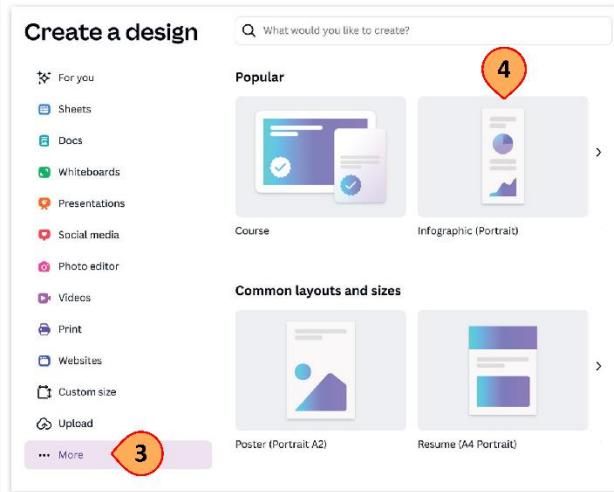 Create a design
What would you like to create?
For you
Sheets
Docs
Whiteboards
Presentations
Social media
Photo editor
Videos
Print
Websites
Custom size
Upload
More
3
Popular
4
Course
Infographic (Portrait)
Common layouts and sizes
Poster (Portrait A2)
Resume (A4 Portrait)